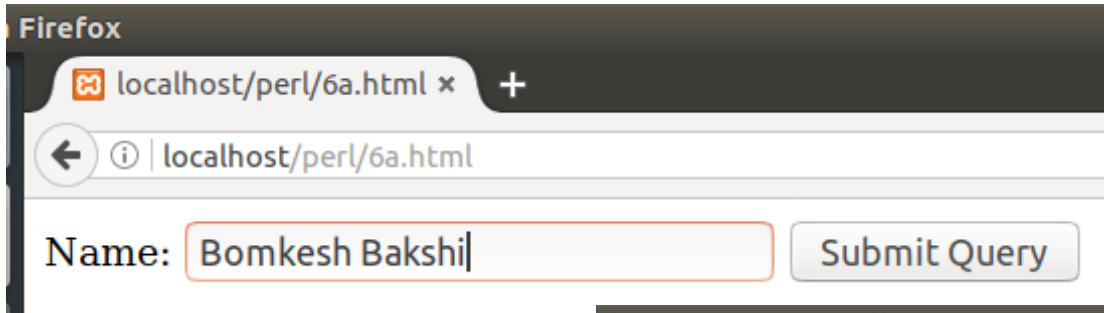 Firefox
localhost/perl/6a.html × +
localhost/perl/6a.html
Name: Bomkesh Bakshi Submit Query